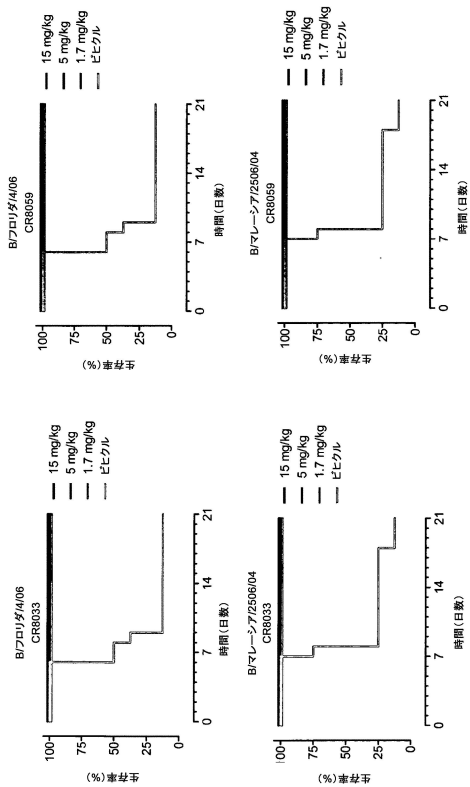 B/フロリダ/4/06
CR8033
100
75
50
25
0
生存率(%)
0
7
14
21
時間(日数)
15 mg/kg
5 mg/kg
1.7 mg/kg
ビヒクル
B/フロリダ/4/06
CR8059
100
75
50
25
0
生存率(%)
0
7
14
21
時間(日数)
15 mg/kg
5 mg/kg
1.7 mg/kg
ビヒクル
B/マレーシア/2506/04
CR8033
100
75
50
25
0
生存率(%)
0
7
14
21
時間(日数)
15 mg/kg
5 mg/kg
1.7 mg/kg
ビヒクル
B/マレーシア/2506/04
CR8059
100
75
50
25
0
生存率(%)
0
7
14
21
時間(日数)
15 mg/kg
5 mg/kg
1.7 mg/kg
ビヒクル